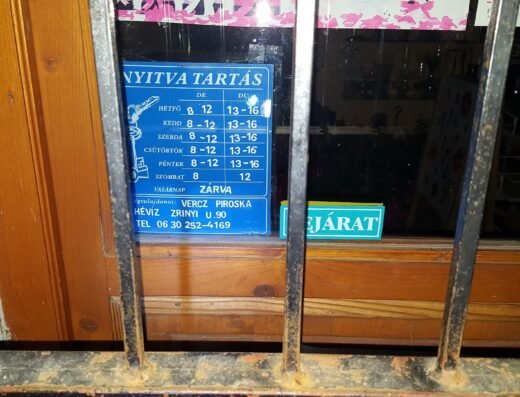 NYITVA TARTÁS
DE. DU.
HÉTFŐ 8 12 13-16
KEDD 8-12 13-16
SZERDA 8-12 13-16
CSÜTÖRTÖK 8-12 13-16
PÉNTEK 8-12 13-16
SZOMBAT 8 12
VASÁRNAP ZÁRVA
VERCZ PIROSKA
HÉVIZ ZRINYI U.90
TEL 06 30 252-4169
EJÁRAT